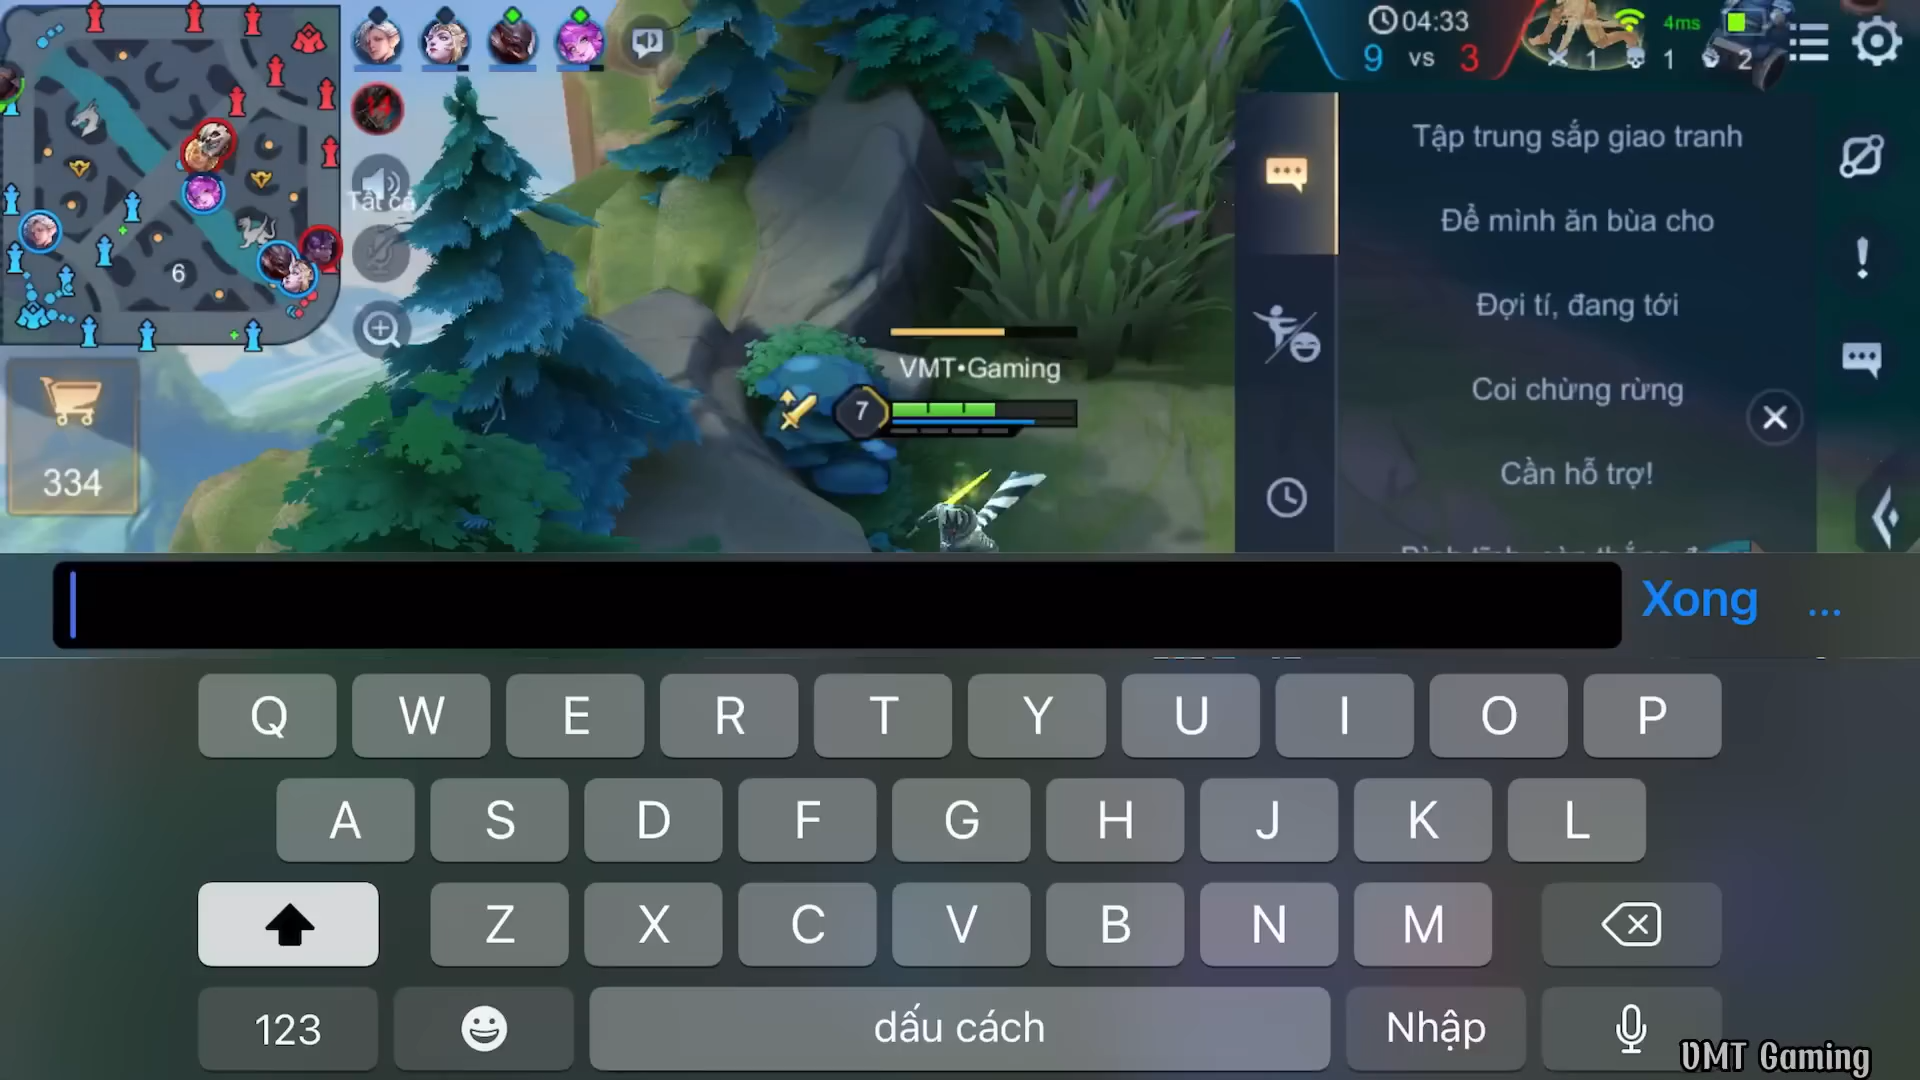 04:33
9 vs 3
4ms
1
1
2
14
Tất cả
6
334
VMT•Gaming
7
Tập trung sắp giao tranh
Để mình ăn bùa cho
Đợi tí, đang tới
Coi chừng rừng
Cần hỗ trợ!
Xong ...
Q W E R T Y U I O P
A S D F G H J K L
Z X C V B N M
123 dấu cách Nhập
VMT Gaming